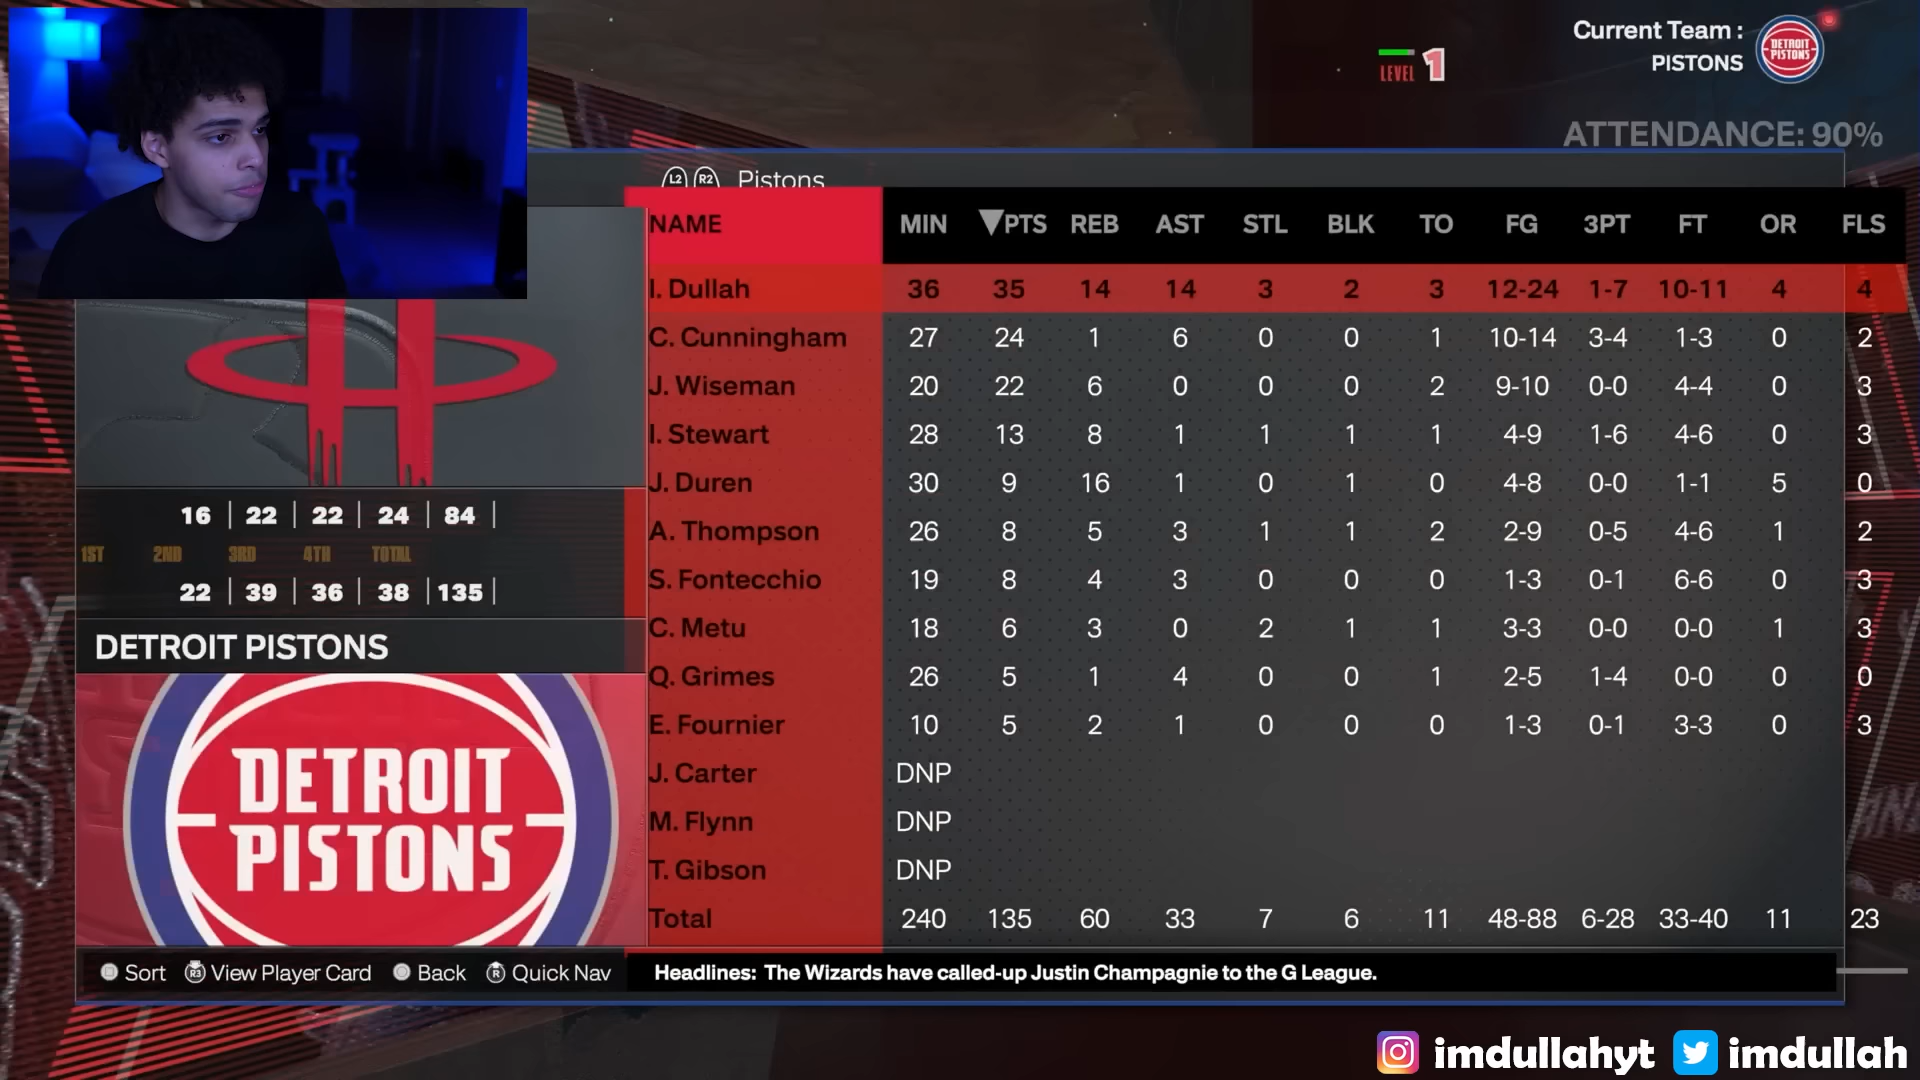 Current Team :
PISTONS
DETROIT
PISTONS
LEVEL 1
ATTENDANCE: 90%
L2 R2 Pistons
NAME MIN ▼PTS REB AST STL BLK TO FG 3PT FT OR FLS
I. Dullah 36 35 14 14 3 2 3 12-24 1-7 10-11 4 4
C. Cunningham 27 24 1 6 0 0 1 10-14 3-4 1-3 0 2
J. Wiseman 20 22 6 0 0 0 2 9-10 0-0 4-4 0 3
I. Stewart 28 13 8 1 1 1 1 4-9 1-6 4-6 0 3
J. Duren 30 9 16 1 0 1 0 4-8 0-0 1-1 5 0
A. Thompson 26 8 5 3 1 1 2 2-9 0-5 4-6 1 2
S. Fontecchio 19 8 4 3 0 0 0 1-3 0-1 6-6 0 3
C. Metu 18 6 3 0 2 1 1 3-3 0-0 0-0 1 3
Q. Grimes 26 5 1 4 0 0 1 2-5 1-4 0-0 0 0
E. Fournier 10 5 2 1 0 0 0 1-3 0-1 3-3 0 3
J. Carter DNP
M. Flynn DNP
T. Gibson DNP
Total 240 135 60 33 7 6 11 48-88 6-28 33-40 11 23
16 22 22 24 84
1ST 2ND 3RD 4TH TOTAL
22 39 36 38 135
DETROIT PISTONS
DETROIT
PISTONS
Sort R3 View Player Card Back R Quick Nav
Headlines: The Wizards have called-up Justin Champagnie to the G League.
imdullahyt imdullah